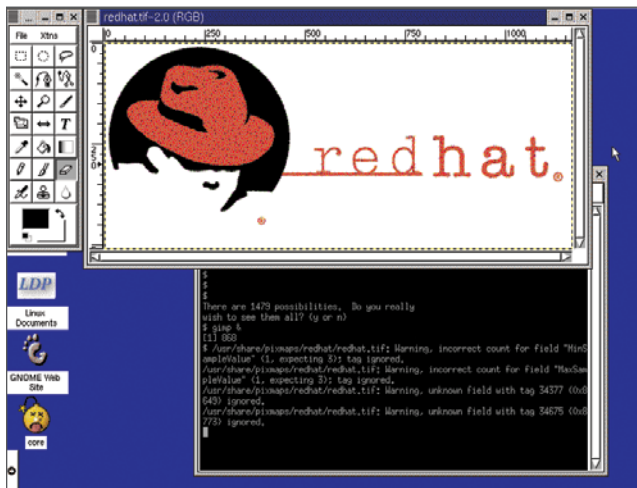 ...
redhat.tif-2.0 (RGB)
File Xtns
0 250 500 750 1000
0
250
T
redhat.
®
®
LDP
Linux
Documents
GNOME Web
Site
core
$
$
$
There are 1479 possibilities. Do you really
wish to see them all? (y or n)
$ gimp &
[1] 868
$ /usr/share/pixmaps/redhat/redhat.tif: Warning, incorrect count for field "MinS
ampleValue" (1, expecting 3); tag ignored.
/usr/share/pixmaps/redhat/redhat.tif: Warning, incorrect count for field "MaxSam
pleValue" (1, expecting 3); tag ignored.
/usr/share/pixmaps/redhat/redhat.tif: Warning, unknown field with tag 34377 (0x8
649) ignored.
/usr/share/pixmaps/redhat/redhat.tif: Warning, unknown field with tag 34675 (0x8
773) ignored.